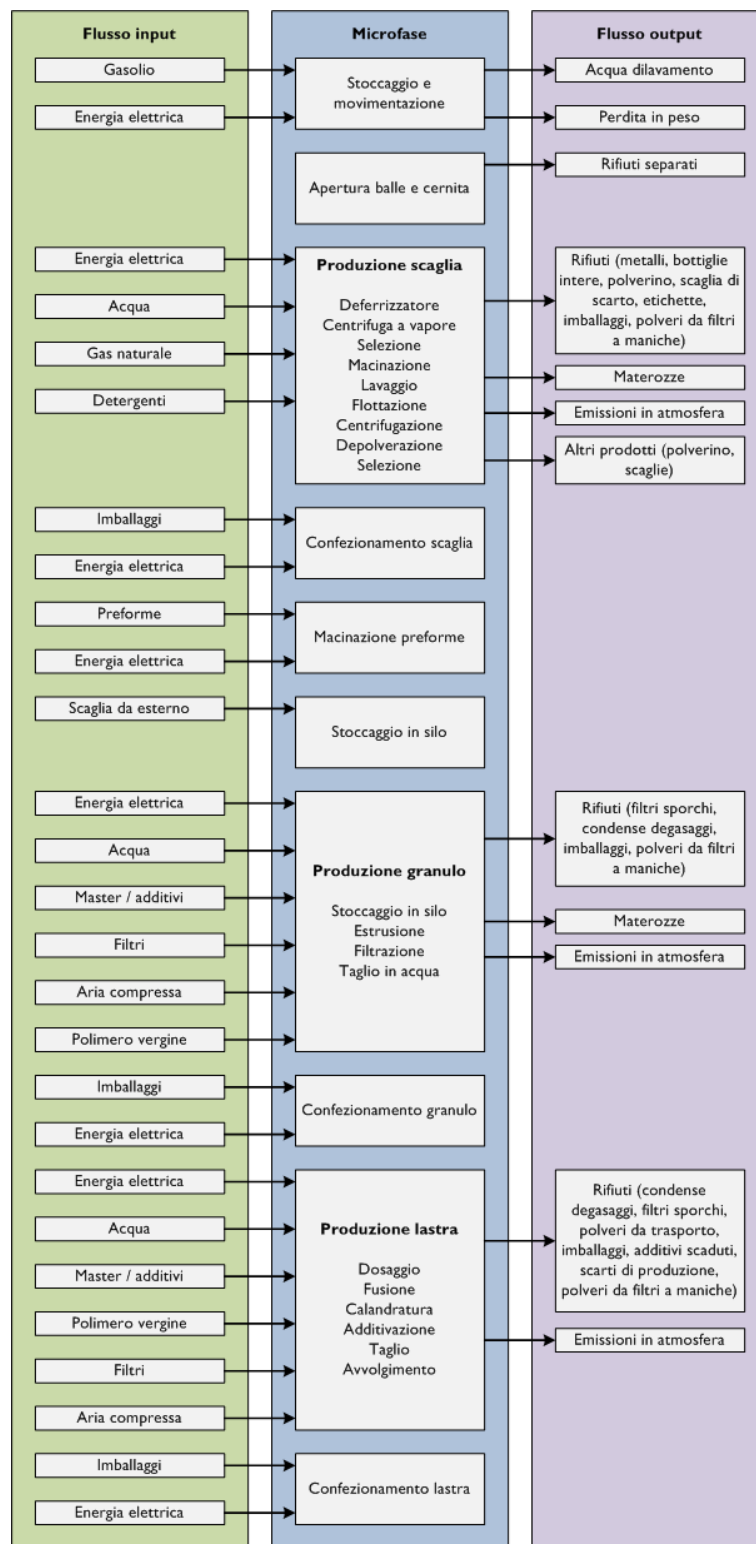 Flusso input
Microfase
Flusso output
Gasolio
Energia elettrica
Stoccaggio e
movimentazione
Acqua dilavamento
Perdita in peso
Apertura balle e cernita
Rifiuti separati
Energia elettrica
Acqua
Gas naturale
Detergenti
Produzione scaglia
Deferrizzatore
Centrifuga a vapore
Selezione
Macinazione
Lavaggio
Flottazione
Centrifugazione
Depolverazione
Selezione
Rifiuti (metalli, bottiglie
intere, polverino, scaglia di
scarto, etichette,
imballaggi, polveri da filtri
a maniche)
Materozze
Emissioni in atmosfera
Altri prodotti (polverino,
scaglie)
Imballaggi
Energia elettrica
Confezionamento scaglia
Preforme
Energia elettrica
Macinazione preforme
Scaglia da esterno
Stoccaggio in silo
Energia elettrica
Acqua
Master / additivi
Filtri
Aria compressa
Polimero vergine
Produzione granulo
Stoccaggio in silo
Estrusione
Filtrazione
Taglio in acqua
Rifiuti (filtri sporchi,
condense degasaggi,
imballaggi, polveri da filtri
a maniche)
Materozze
Emissioni in atmosfera
Imballaggi
Energia elettrica
Confezionamento granulo
Energia elettrica
Acqua
Master / additivi
Polimero vergine
Filtri
Aria compressa
Produzione lastra
Dosaggio
Fusione
Calandratura
Additivazione
Taglio
Avvolgimento
Rifiuti (condense
degasaggi, filtri sporchi,
polveri da trasporto,
imballaggi, additivi scaduti,
scarti di produzione,
polveri da filtri a maniche)
Emissioni in atmosfera
Imballaggi
Energia elettrica
Confezionamento lastra